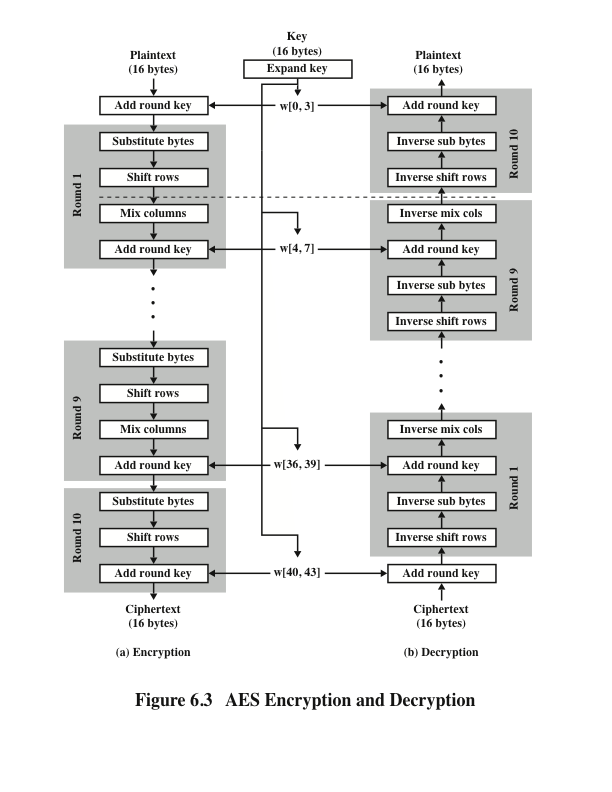 Key
(16 bytes)
Expand key
Plaintext
(16 bytes)
Add round key
Round 1
Substitute bytes
Shift rows
Mix columns
Add round key
Round 9
Substitute bytes
Shift rows
Mix columns
Add round key
Round 10
Substitute bytes
Shift rows
Add round key
Ciphertext
(16 bytes)
(a) Encryption
w[0, 3]
w[4, 7]
w[36, 39]
w[40, 43]
Plaintext
(16 bytes)
Add round key
Inverse sub bytes
Inverse shift rows
Round 10
Inverse mix cols
Add round key
Inverse sub bytes
Inverse shift rows
Round 9
Inverse mix cols
Add round key
Inverse sub bytes
Inverse shift rows
Round 1
Add round key
Ciphertext
(16 bytes)
(b) Decryption
Figure 6.3 AES Encryption and Decryption